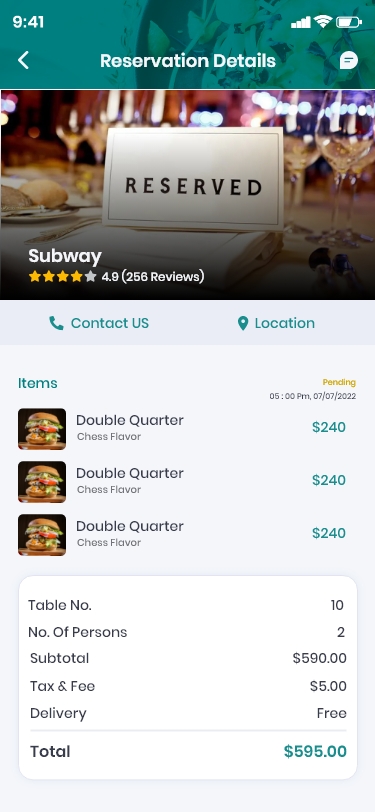 9:41
Reservation Details
RESERVED
Subway
4.9 (256 Reviews)
Contact US
Location
Items
Pending
05 : 00 Pm, 07/07/2022
Double Quarter
Chess Flavor
$240
Double Quarter
Chess Flavor
$240
Double Quarter
Chess Flavor
$240
Table No. 10
No. Of Persons 2
Subtotal $590.00
Tax & Fee $5.00
Delivery Free
Total $595.00